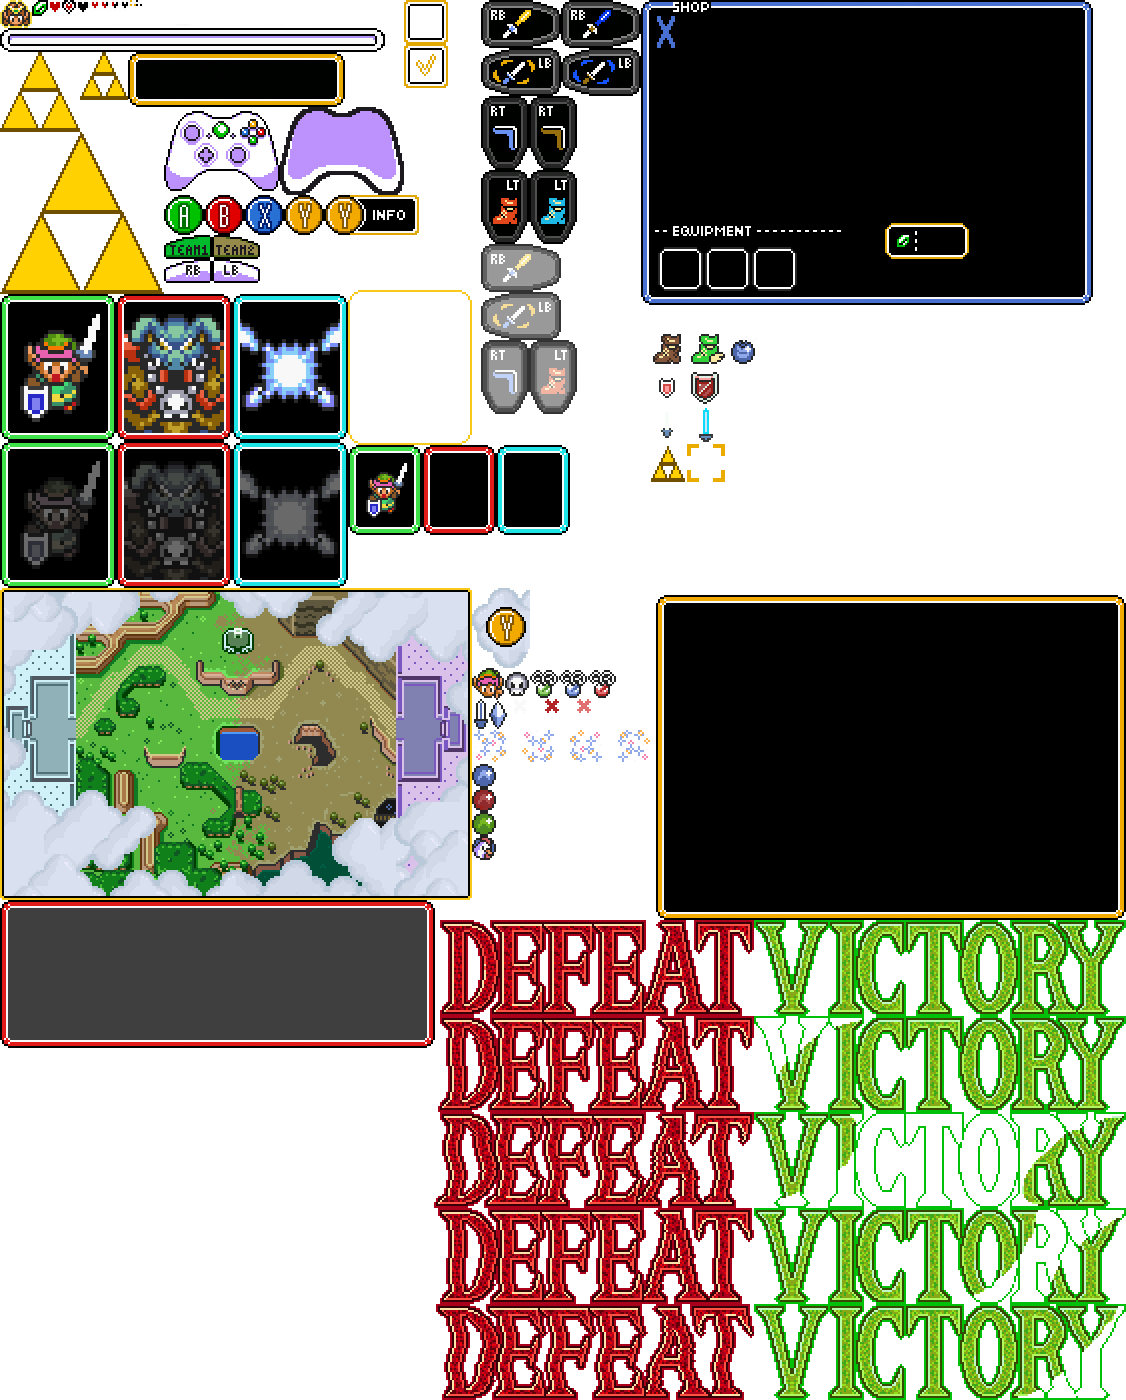 SHOP
X
RB
RB
LB
LB
RT
RT
LT
LT
A B X Y Y INFO
TEAM1 TEAM2
RB LB
EQUIPMENT
RB
LB
RT
LT
Y
DEFEAT VICTORY
DEFEAT VICTORY
DEFEAT VICTORY
DEFEAT VICTORY
DEFEAT VICTORY